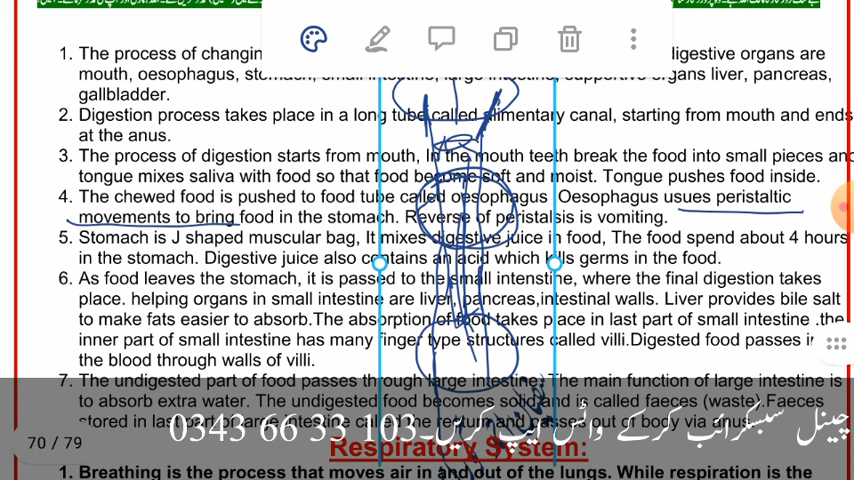 1. The process of changin digestive organs are
mouth, oesophagus, stomach, small intestine, large intestine, supportive organs liver, pancreas,
gallbladder.
2. Digestion process takes place in a long tube called alimentary canal, starting from mouth and ends
at the anus.
3. The process of digestion starts from mouth, In the mouth teeth break the food into small pieces and
tongue mixes saliva with food so that food become soft and moist. Tongue pushes food inside.
4. The chewed food is pushed to food tube called oesophagus Oesophagus usues peristaltic
movements to bring food in the stomach. Reverse of peristalsis is vomiting.
5. Stomach is J shaped muscular bag, It mixes digestive juice in food, The food spend about 4 hours
in the stomach. Digestive juice also contains an acid which kills germs in the food.
6. As food leaves the stomach, it is passed to the small intenstine, where the final digestion takes
place. helping organs in small intestine are liver, pancreas,intestinal walls. Liver provides bile salt
to make fats easier to absorb.The absorption of food takes place in last part of small intestine .the
inner part of small intestine has many finger type structures called villi.Digested food passes in
the blood through walls of villi.
7. The undigested part of food passes through large intestine. The main function of large intestine is
to absorb extra water. The undigested food becomes solid and is called faeces (waste).Faeces
stored in last part of large intestine called the rectum and passes out of body via anus
چینل سبسکرائب کرکے واٹس ایپ کریں۔ 0343 66 33 103
70 / 79
Respiratory System:
1. Breathing is the process that moves air in and out of the lungs. While respiration is the